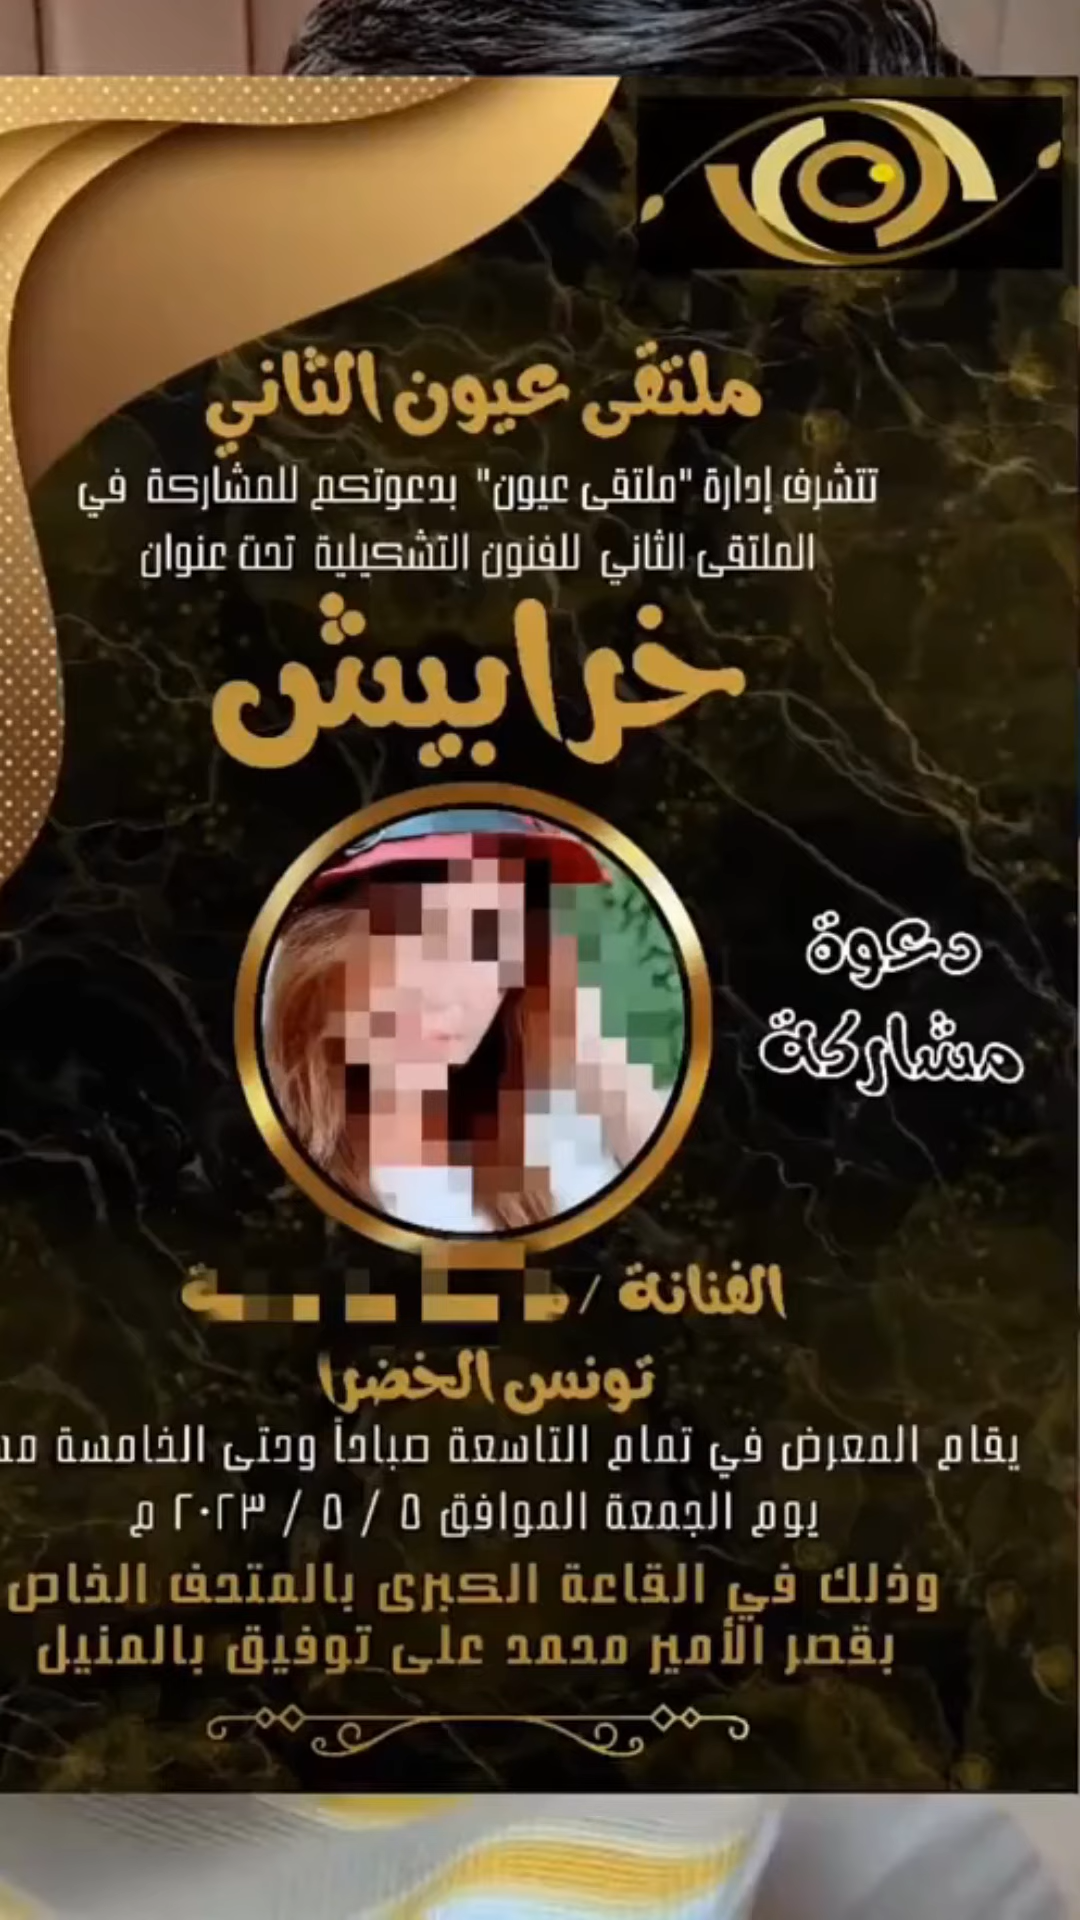 ملتقى عيون الثاني
تتشرف إدارة "ملتقى عيون" بدعوتكم للمشاركة في
الملتقى الثاني للفنون التشكيلية تحت عنوان
خرابيش
دعوة
مشاركة
الفنانة /
تونس الخضرا
يقام المعرض في تمام التاسعة صباحاً وحتى الخامسة
يوم الجمعة الموافق ٥ / ٥ / ٢٠٢٣ م
وذلك في القاعة الكبرى بالمتحف الخاص
بقصر الأمير محمد على توفيق بالمنيل